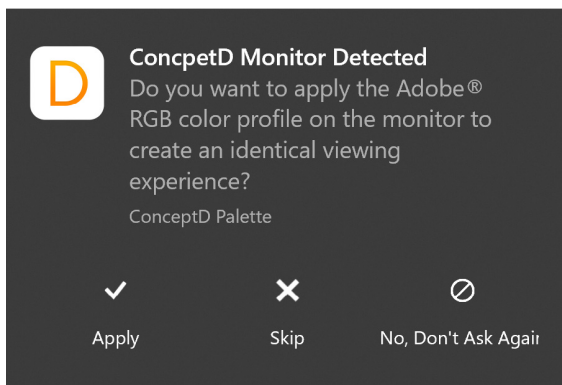 D
ConcpetD Monitor Detected
Do you want to apply the Adobe®
RGB color profile on the monitor to
create an identical viewing
experience?
ConceptD Palette
Apply Skip No, Don't Ask Agair